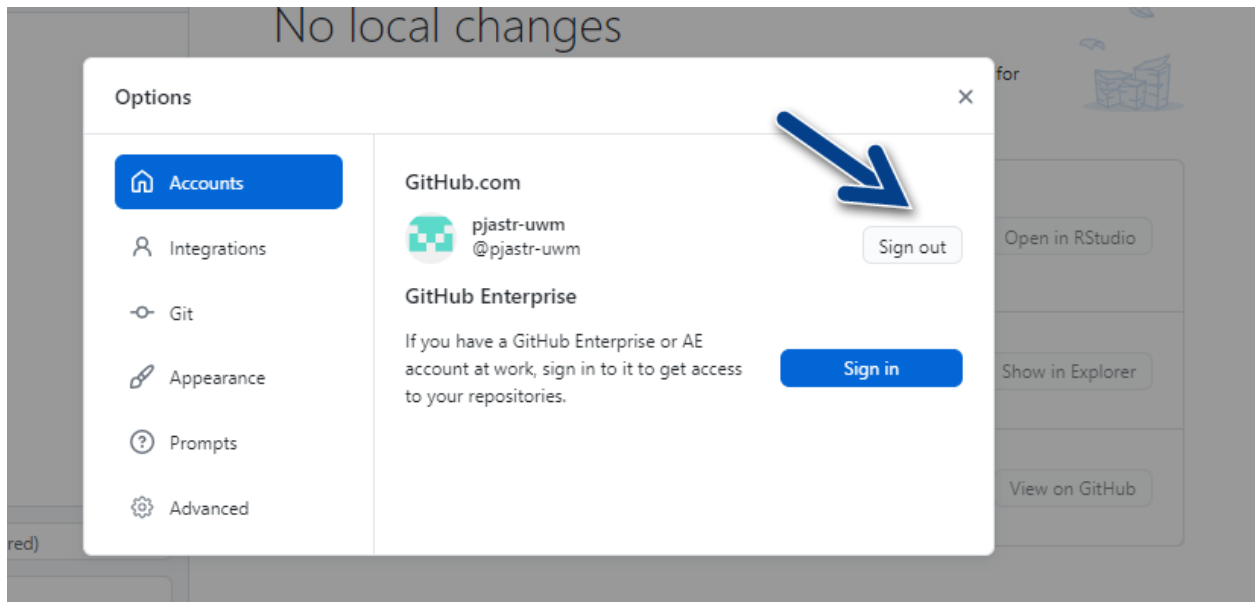 No local changes
for
Options
Accounts
Integrations
Git
Appearance
Prompts
Advanced
GitHub.com
pjastr-uwm
@pjastr-uwm
Sign out
GitHub Enterprise
If you have a GitHub Enterprise or AE
account at work, sign in to it to get access
to your repositories.
Sign in
Open in RStudio
Show in Explorer
View on GitHub
red)